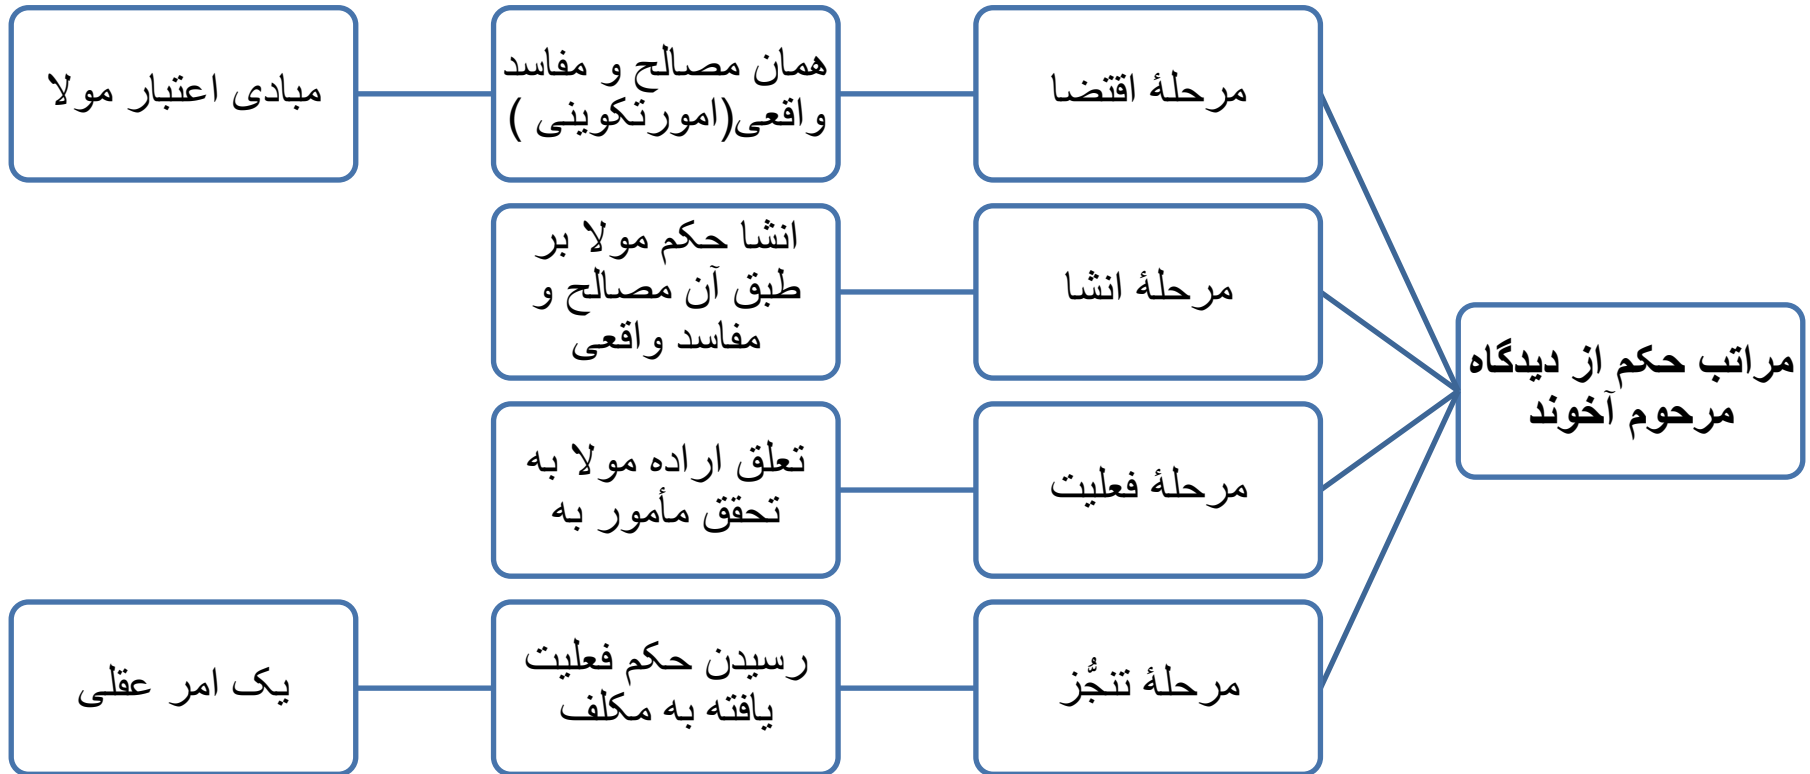 مراتب حکم از دیدگاه
مرحوم آخوند
مرحلۀ اقتضا
همان مصالح و مفاسد
واقعی(امورتکوینی )
مبادی اعتبار مولا
مرحلۀ انشا
انشا حکم مولا بر
طبق آن مصالح و
مفاسد واقعی
مرحلۀ فعلیت
تعلق اراده مولا به
تحقق مأمور به
مرحلۀ تنجُّز
رسیدن حکم فعلیت
یافته به مکلف
یک امر عقلی